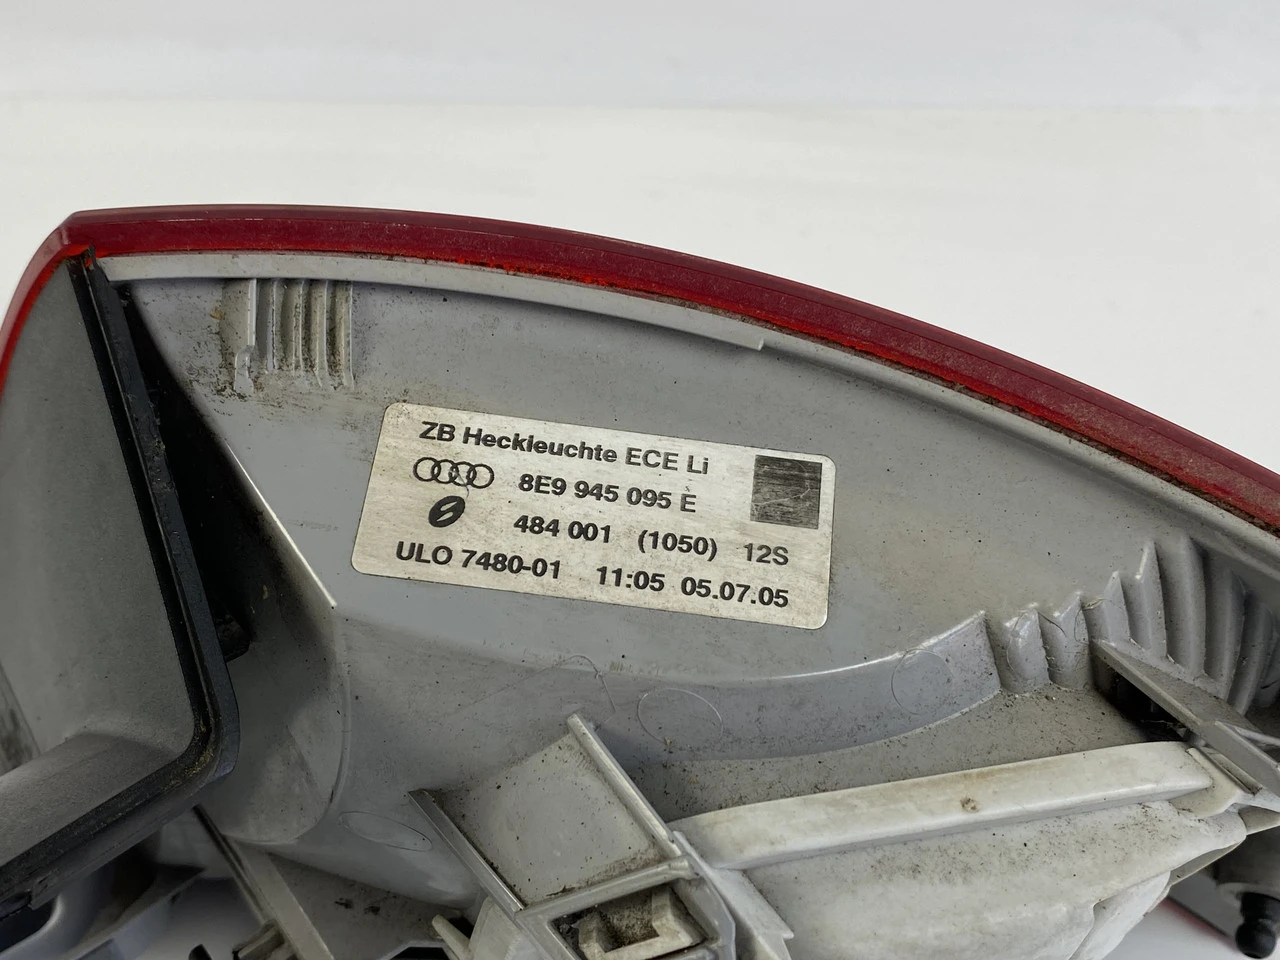 ZB Heckleuchte ECE Li
8E9 945 095 E
484 001 (1050) 12S
ULO 7480-01 11:05 05.07.05